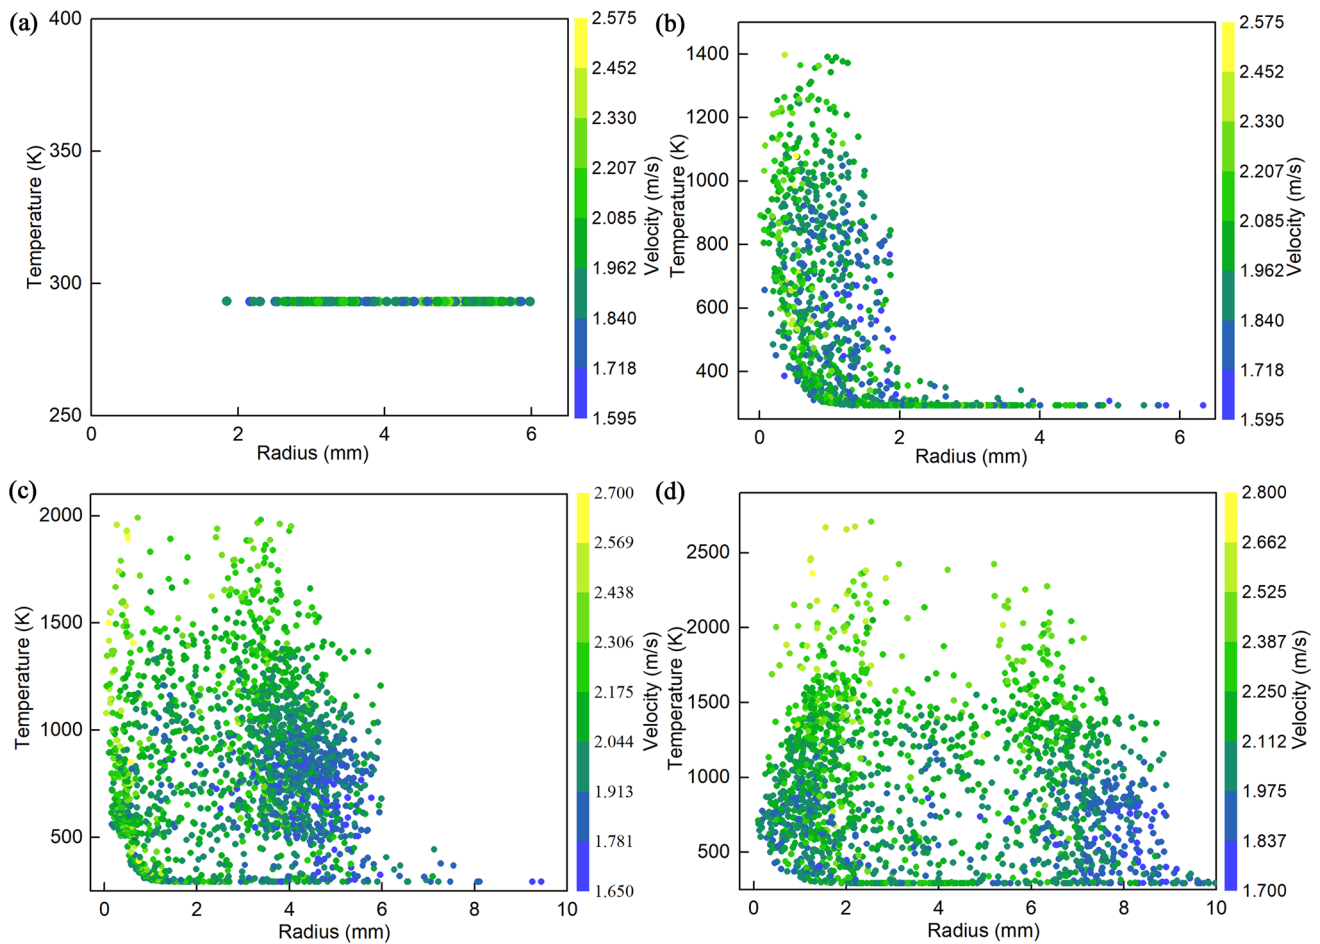 (a)
400
350
300
250
Temperature (K)
0 2 4 6
Radius (mm)
2.575
2.452
2.330
2.207
2.085
1.962
1.840
1.718
1.595
Velocity (m/s)
(b)
1400
1200
1000
800
600
400
Temperature (K)
0 2 4 6
Radius (mm)
2.575
2.452
2.330
2.207
2.085
1.962
1.840
1.718
1.595
Velocity (m/s)
(c)
2000
1500
1000
500
Temperature (K)
0 2 4 6 8 10
Radius (mm)
2.700
2.569
2.438
2.306
2.175
2.044
1.913
1.781
1.650
Velocity (m/s)
(d)
2500
2000
1500
1000
500
Temperature (K)
0 2 4 6 8 10
Radius (mm)
2.800
2.662
2.525
2.387
2.250
2.112
1.975
1.837
1.700
Velocity (m/s)